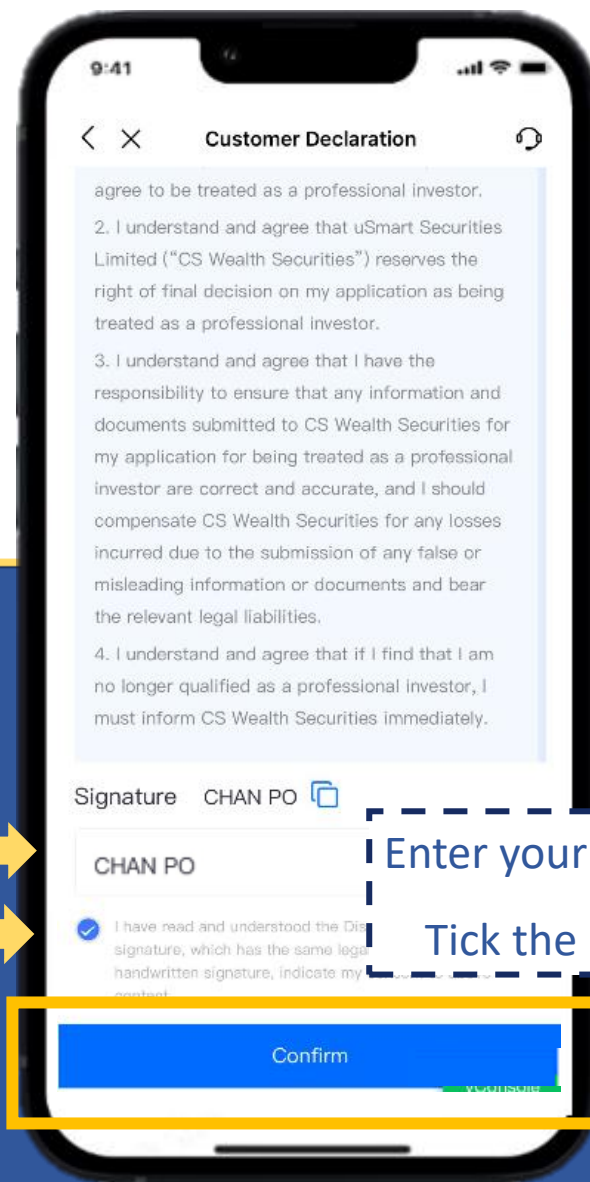 9:41
Customer Declaration
agree to be treated as a professional investor.
2. I understand and agree that uSmart Securities
Limited (“CS Wealth Securities”) reserves the
right of final decision on my application as being
treated as a professional investor.
3. I understand and agree that I have the
responsibility to ensure that any information and
documents submitted to CS Wealth Securities for
my application for being treated as a professional
investor are correct and accurate, and I should
compensate CS Wealth Securities for any losses
incurred due to the submission of any false or
misleading information or documents and bear
the relevant legal liabilities.
4. I understand and agree that if I find that I am
no longer qualified as a professional investor, I
must inform CS Wealth Securities immediately.
Signature CHAN PO
CHAN PO
Enter your
I have read and understood the Dis
signature, which has the same lega
handwritten signature, indicate my
Tick the
Confirm
vConsole